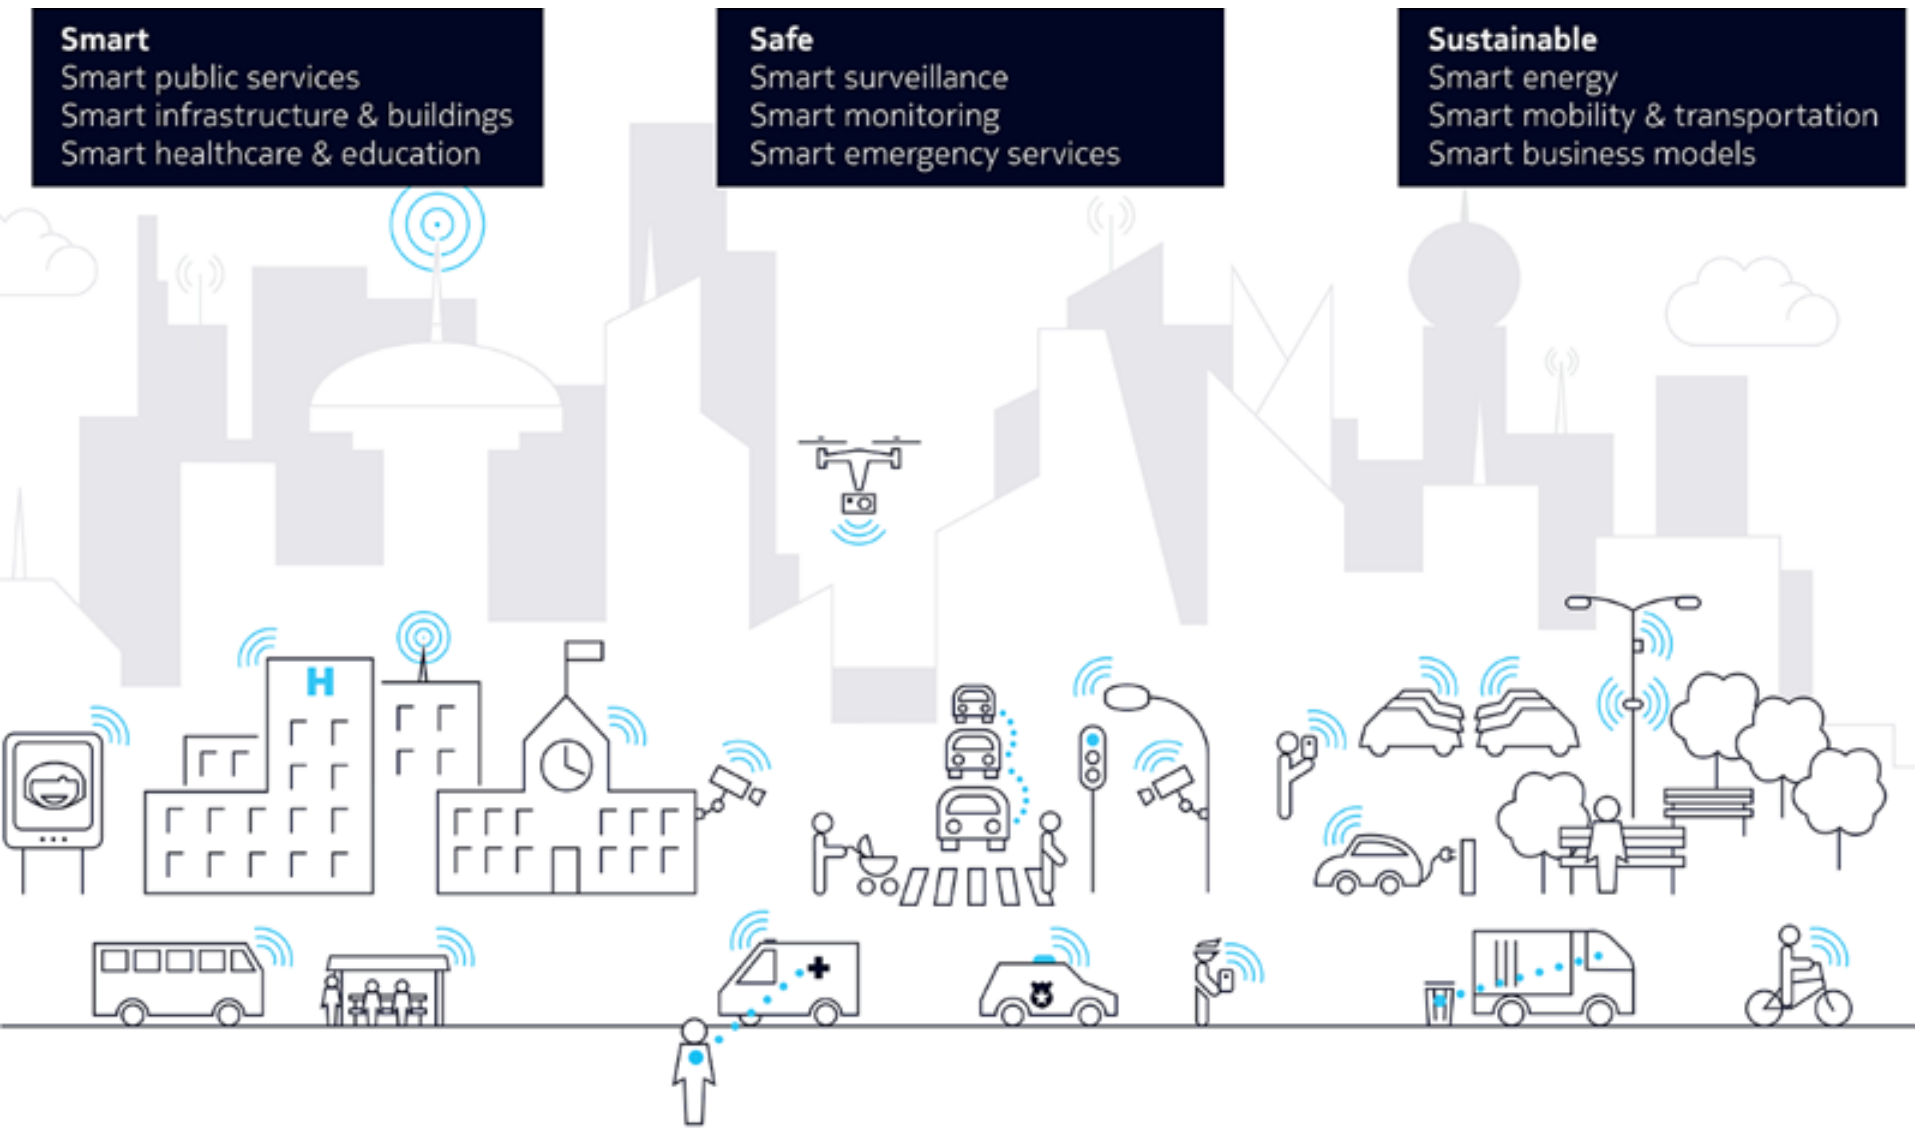 Smart
Smart public services
Smart infrastructure & buildings
Smart healthcare & education
Safe
Smart surveillance
Smart monitoring
Smart emergency services
Sustainable
Smart energy
Smart mobility & transportation
Smart business models
H